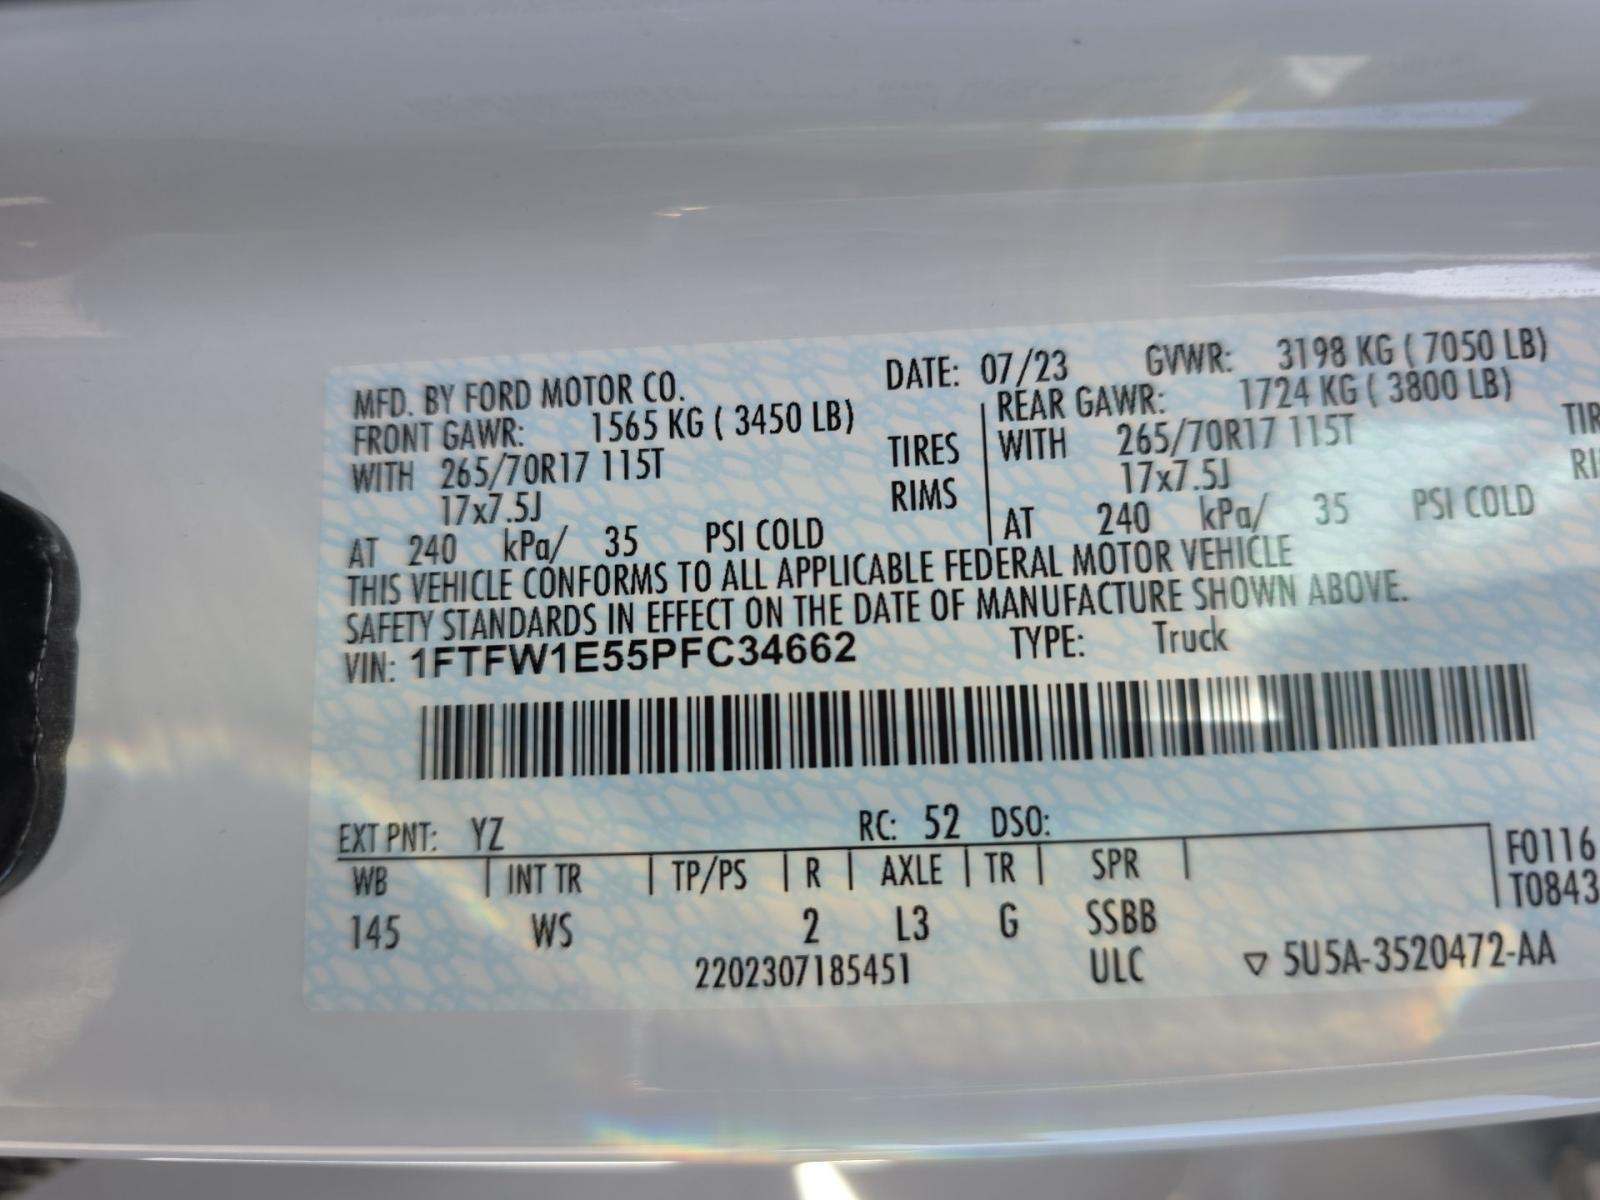 MFD. BY FORD MOTOR CO. DATE: 07/23 GVWR: 3198 KG ( 7050 LB)
FRONT GAWR: 1565 KG ( 3450 LB) REAR GAWR: 1724 KG ( 3800 LB)
WITH 265/70R17 115T TIRES WITH 265/70R17 115T TIR
17x7.5J RIMS 17x7.5J RI
AT 240 kPa/ 35 PSI COLD AT 240 kPa/ 35 PSI COLD
THIS VEHICLE CONFORMS TO ALL APPLICABLE FEDERAL MOTOR VEHICLE
SAFETY STANDARDS IN EFFECT ON THE DATE OF MANUFACTURE SHOWN ABOVE.
VIN: 1FTFW1E55PFC34662 TYPE: Truck
EXT PNT: YZ RC: 52 DSO:
WB INT TR TP/PS R AXLE TR SPR F0116
T0843
145 WS 2 L3 G SSBB
2202307185451 ULC ▽ 5U5A-3520472-AA